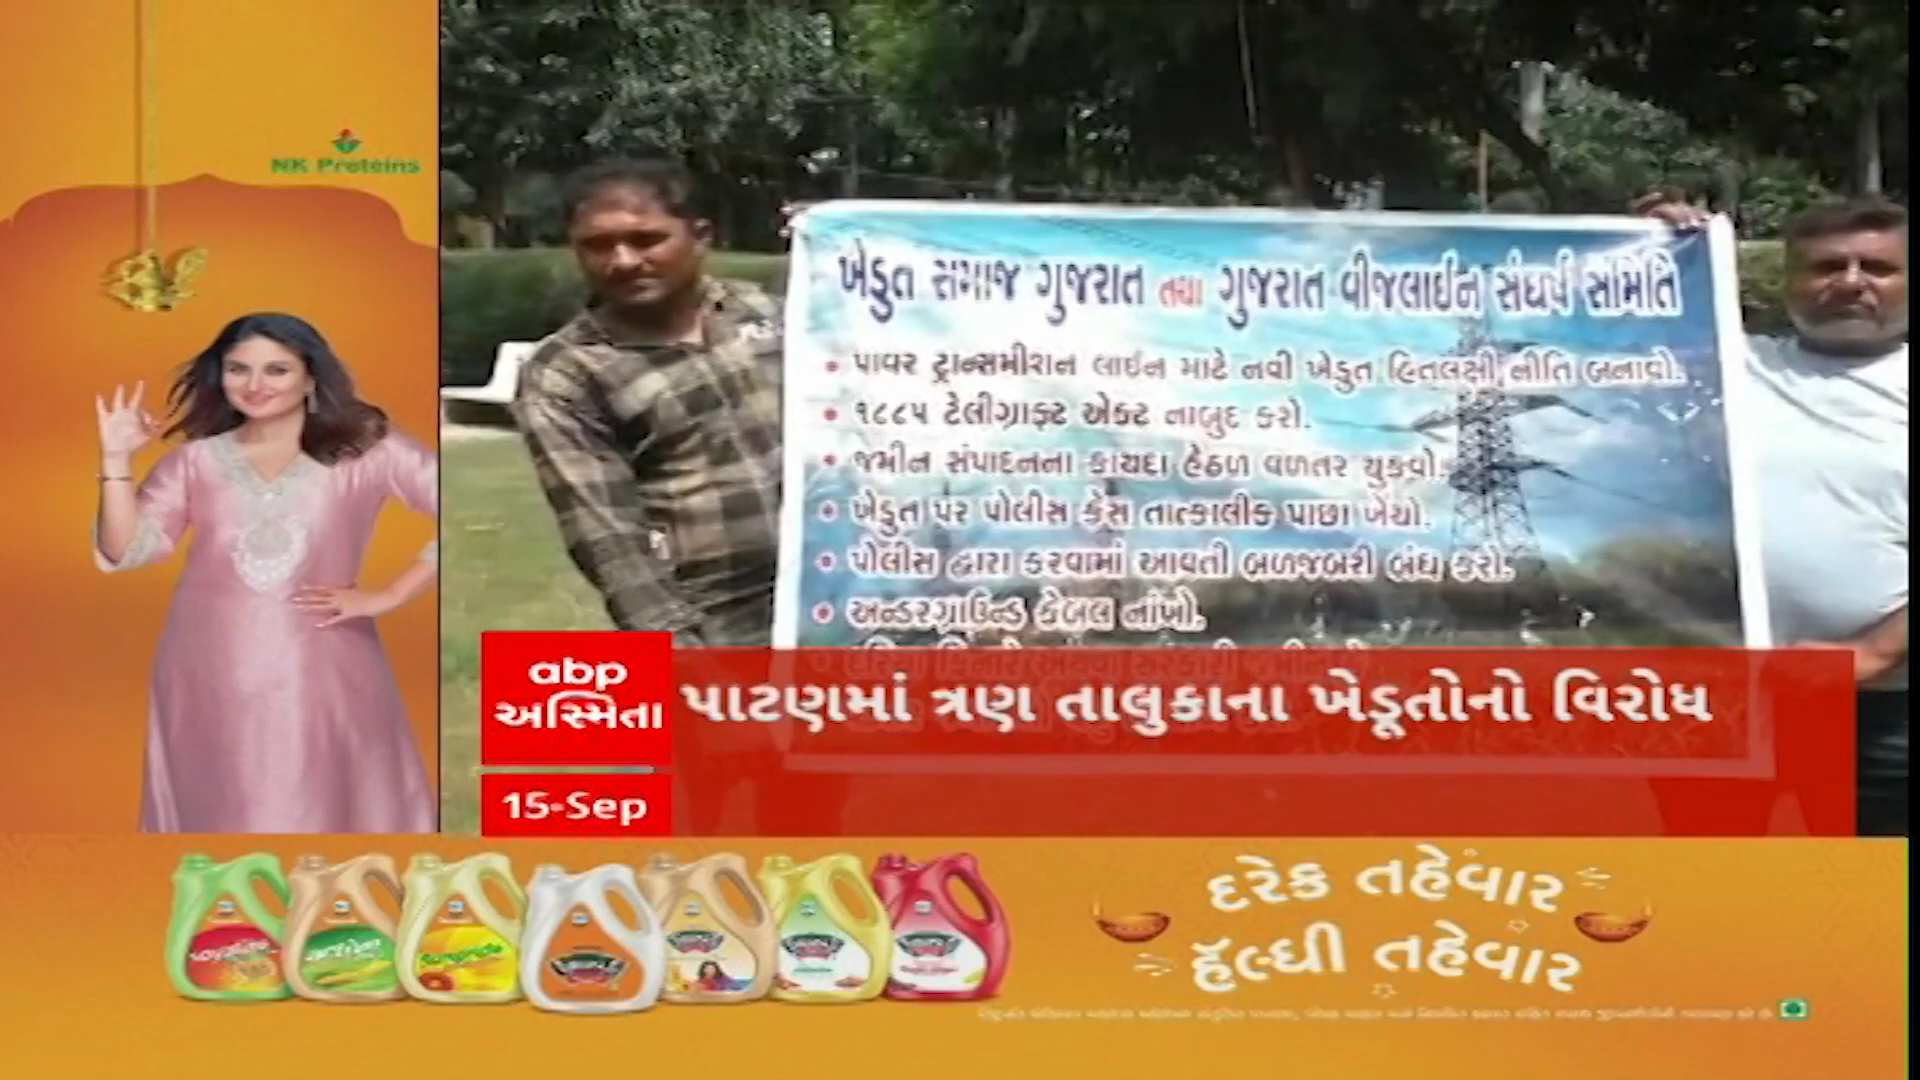 NK Proteins
ખેડુત સમાજ ગુજરાત તથા ગુજરાત વીજલાઈન સંઘર્ષ સમિતિ
• પાવર ટ્રાન્સમીશન લાઈન માટે નવી ખેડુત હિતલક્ષી નીતિ બનાવો.
• ૧૮૮૫ ટેલીગ્રાફ્ટ એકટ નાબુદ કરો.
• જમીન સંપાદનના કાયદા હેઠળ વળતર ચુકવો.
• ખેડુત પર પોલીસ કેસ તાત્કાલીક પાછા ખેંચો.
• પોલીસ દ્વારા કરવામાં આવતી બળજબરી બંધ કરો.
• અન્ડરગ્રાઉન્ડ કેબલ નાંખો.
abp
અસ્મિતા
પાટણમાં ત્રણ તાલુકાના ખેડૂતોનો વિરોધ
15-Sep
દરેક તહેવાર
હૅલ્ધી તહેવાર